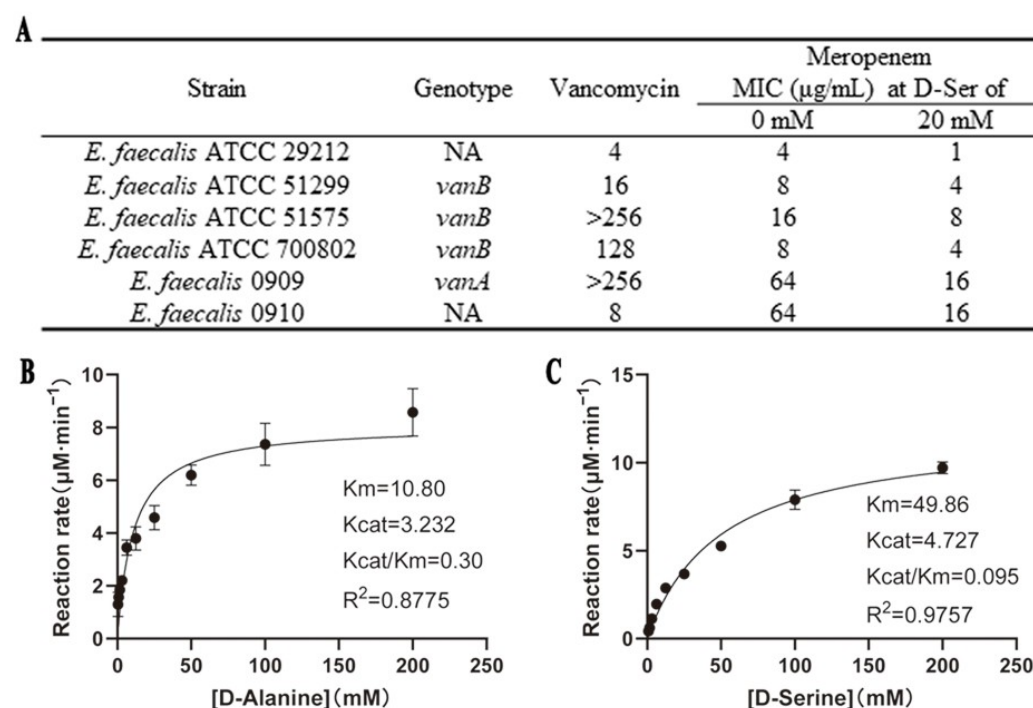 A
Strain Genotype Vancomycin Meropenem
MIC (µg/mL) at D-Ser of
0 mM 20 mM
E. faecalis ATCC 29212 NA 4 4 1
E. faecalis ATCC 51299 vanB 16 8 4
E. faecalis ATCC 51575 vanB >256 16 8
E. faecalis ATCC 700802 vanB 128 8 4
E. faecalis 0909 vanA >256 64 16
E. faecalis 0910 NA 8 64 16
B
Reaction rate(µM·min⁻¹)
10
8
6
4
2
0
Km=10.80
Kcat=3.232
Kcat/Km=0.30
R²=0.8775
0 50 100 150 200 250
[D-Alanine](mM)
C
Reaction rate(µM·min⁻¹)
15
10
5
0
Km=49.86
Kcat=4.727
Kcat/Km=0.095
R²=0.9757
0 50 100 150 200 250
[D-Serine](mM)